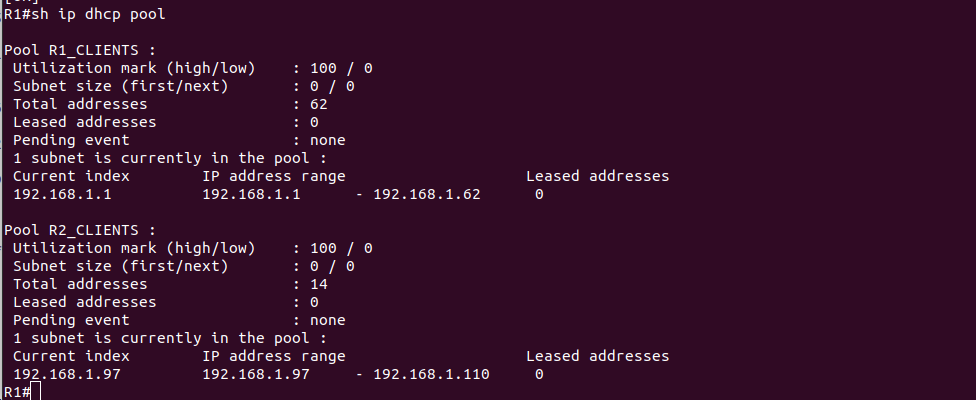 R1#sh ip dhcp pool
Pool R1_CLIENTS :
Utilization mark (high/low)    : 100 / 0
Subnet size (first/next)       : 0 / 0
Total addresses                : 62
Leased addresses               : 0
Pending event                  : none
1 subnet is currently in the pool :
Current index        IP address range                    Leased addresses
192.168.1.1          192.168.1.1      - 192.168.1.62      0
Pool R2_CLIENTS :
Utilization mark (high/low)    : 100 / 0
Subnet size (first/next)       : 0 / 0
Total addresses                : 14
Leased addresses               : 0
Pending event                  : none
1 subnet is currently in the pool :
Current index        IP address range                    Leased addresses
192.168.1.97         192.168.1.97     - 192.168.1.110     0
R1#